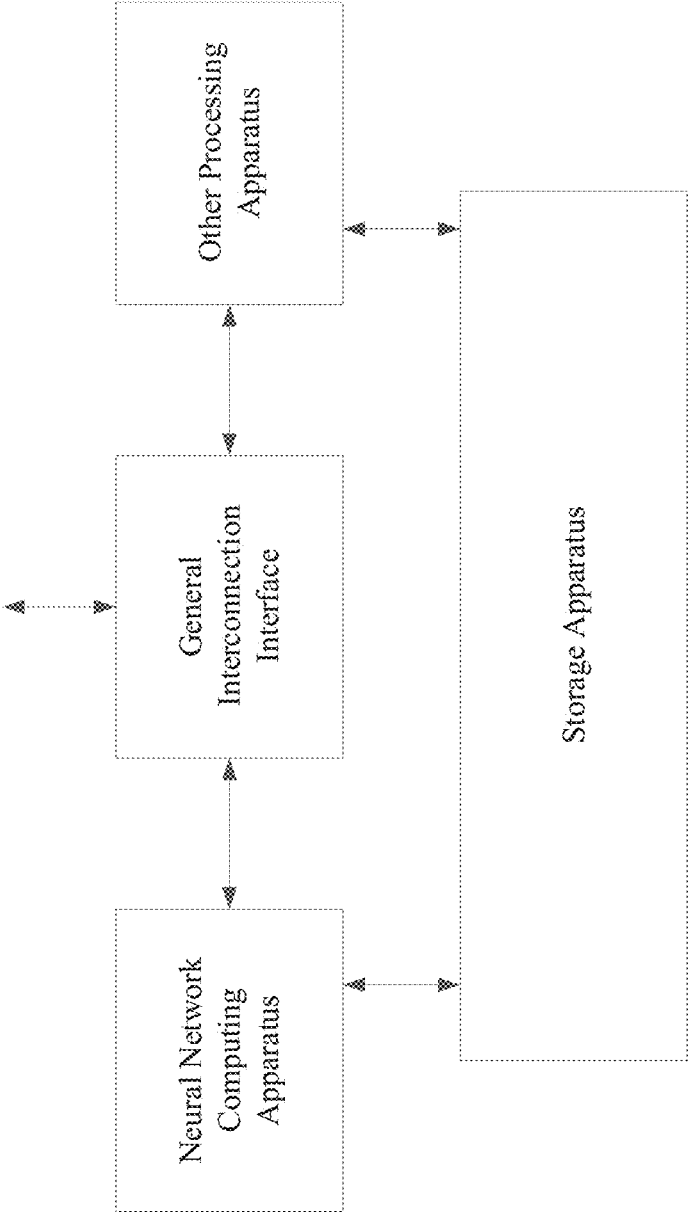 Neural Network
Computing
Apparatus
General
Interconnection
Interface
Other Processing
Apparatus
Storage Apparatus